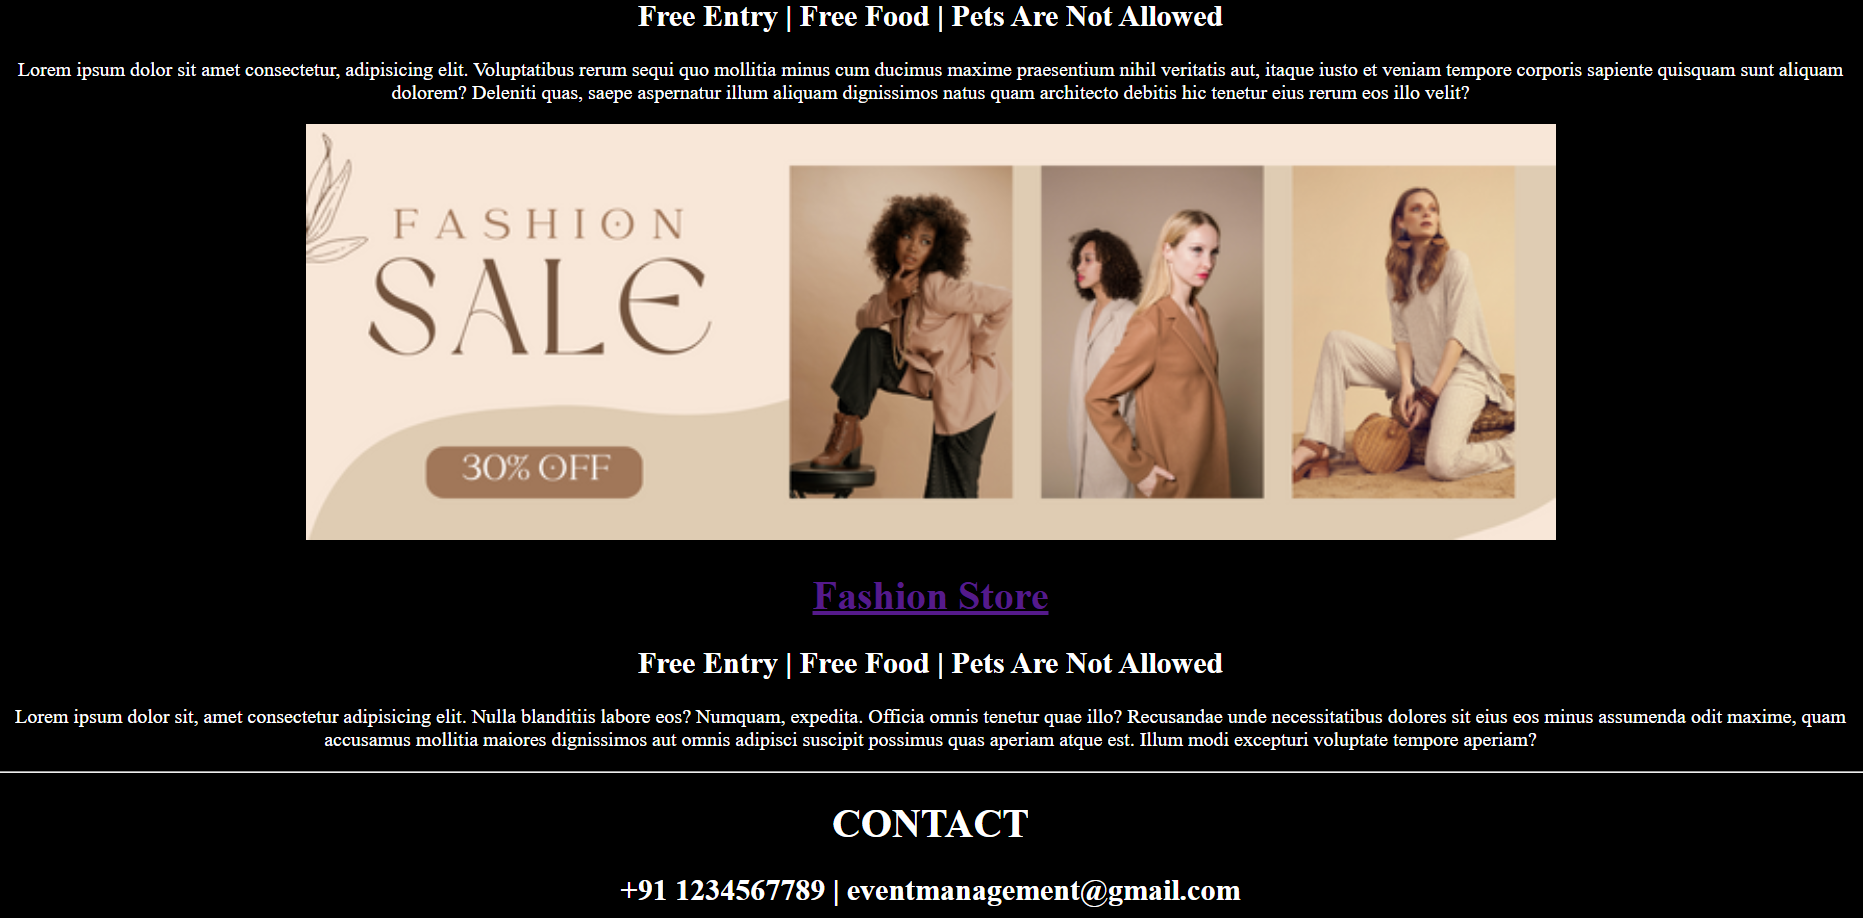 Free Entry | Free Food | Pets Are Not Allowed
Lorem ipsum dolor sit amet consectetur, adipisicing elit. Voluptatibus rerum sequi quo mollitia minus cum ducimus maxime praesentium nihil veritatis aut, itaque iusto et veniam tempore corporis sapiente quisquam sunt aliquam
dolorem? Deleniti quas, saepe aspernatur illum aliquam dignissimos natus quam architecto debitis hic tenetur eius rerum eos illo velit?
FASHION
SALE
30% OFF
Fashion Store
Free Entry | Free Food | Pets Are Not Allowed
Lorem ipsum dolor sit, amet consectetur adipisicing elit. Nulla blanditiis labore eos? Numquam, expedita. Officia omnis tenetur quae illo? Recusandae unde necessitatibus dolores sit eius eos minus assumenda odit maxime, quam
accusamus mollitia maiores dignissimos aut omnis adipisci suscipit possimus quas aperiam atque est. Illum modi excepturi voluptate tempore aperiam?
CONTACT
+91 1234567789 | eventmanagement@gmail.com